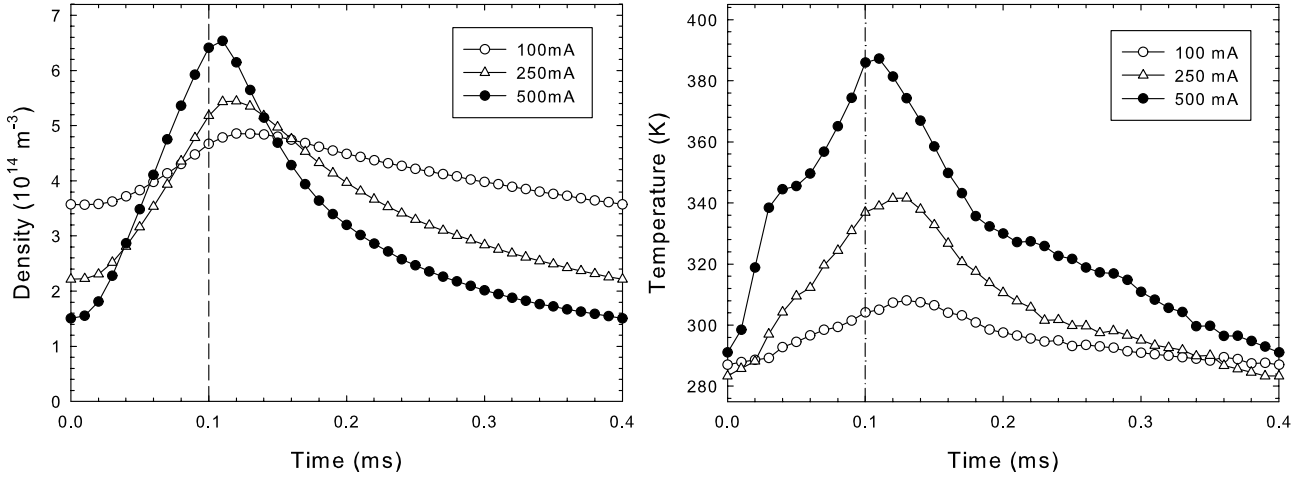 7
6
5
4
3
2
1
0
Density (10¹⁴ m⁻³)
100mA
250mA
500mA
0.0 0.1 0.2 0.3 0.4
Time (ms)
400
380
360
340
320
300
280
Temperature (K)
100 mA
250 mA
500 mA
0.0 0.1 0.2 0.3 0.4
Time (ms)